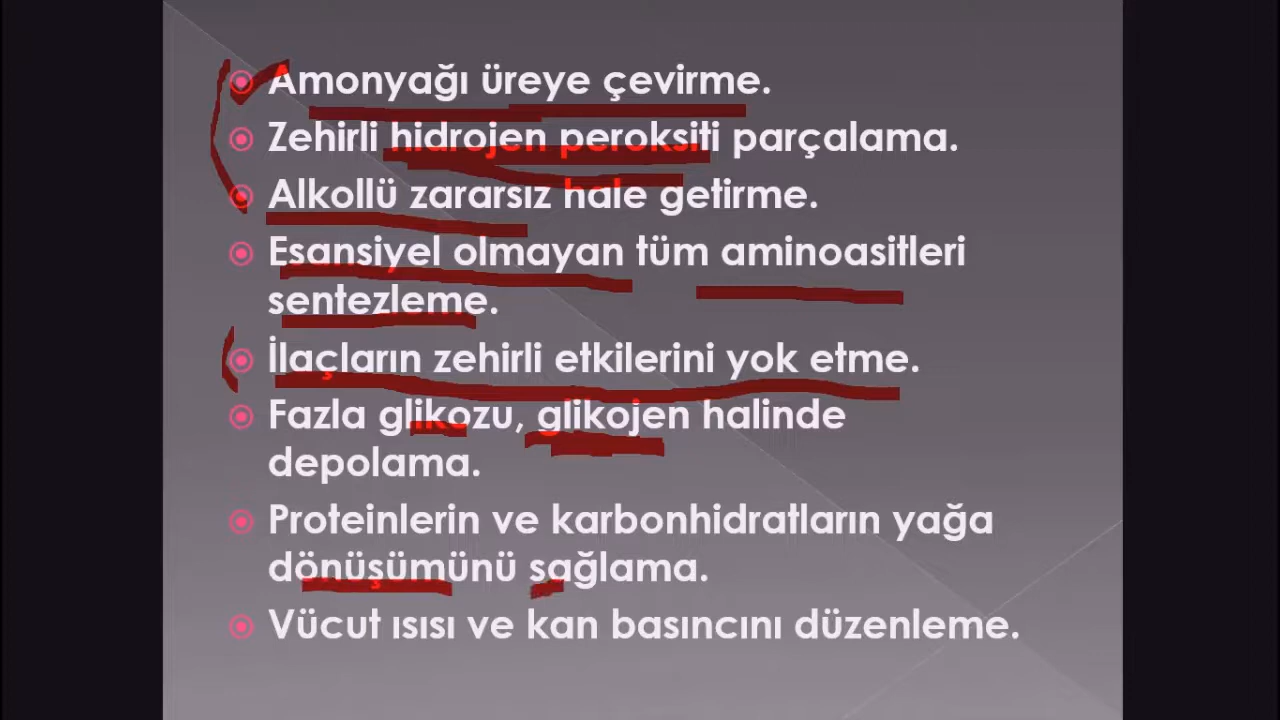 Amonyağı üreye çevirme.
Zehirli hidrojen peroksiti parçalama.
Alkollü zararsız hale getirme.
Esansiyel olmayan tüm aminoasitleri
sentezleme.
İlaçların zehirli etkilerini yok etme.
Fazla glikozu, glikojen halinde
depolama.
Proteinlerin ve karbonhidratların yağa
dönüşümünü sağlama.
Vücut ısısı ve kan basıncını düzenleme.